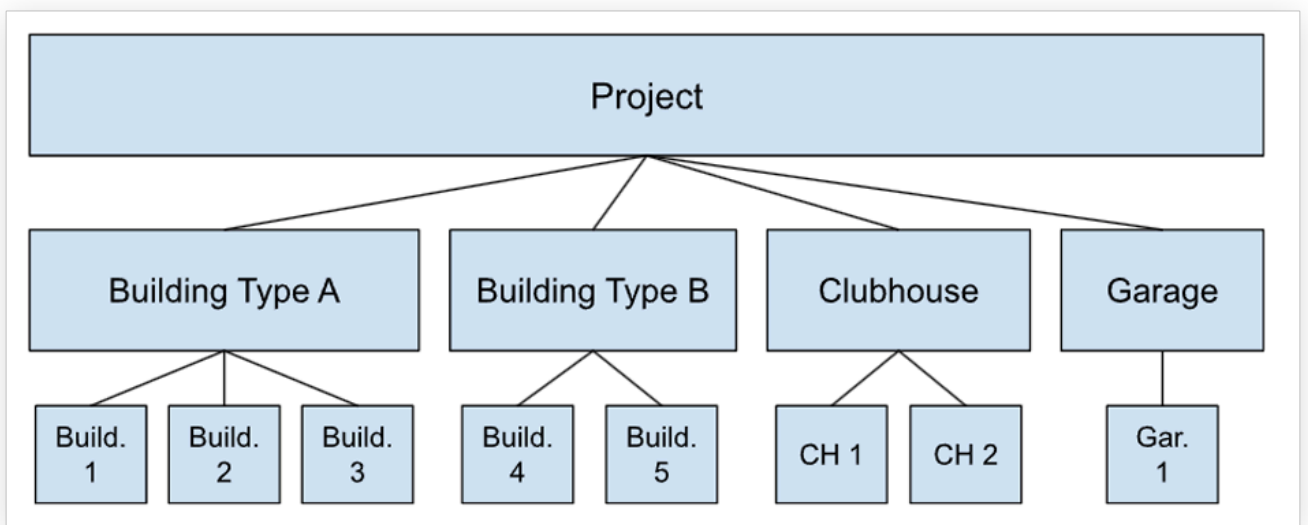 Project
Building Type A
Building Type B
Clubhouse
Garage
Build.
1
Build.
2
Build.
3
Build.
4
Build.
5
CH 1
CH 2
Gar.
1